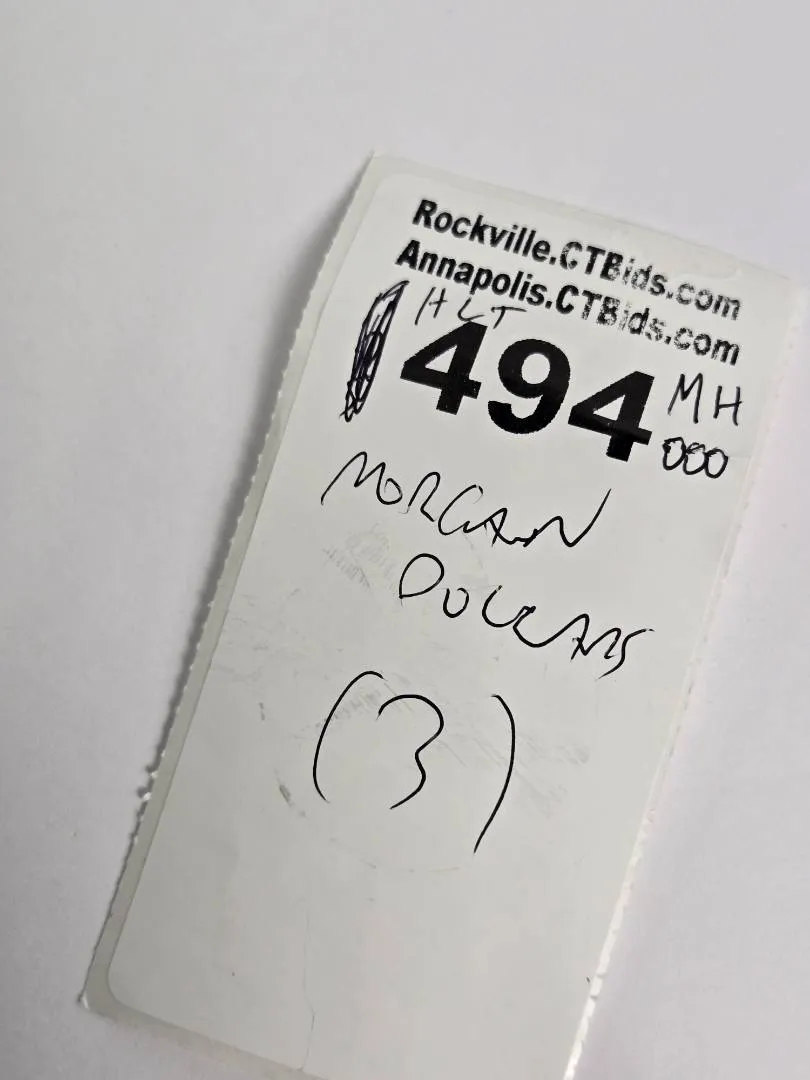 Rockville.CTBids.com
Annapolis.CTBids.com
HLT
494 MH
000
MORGAN
DOLLARS
(3)